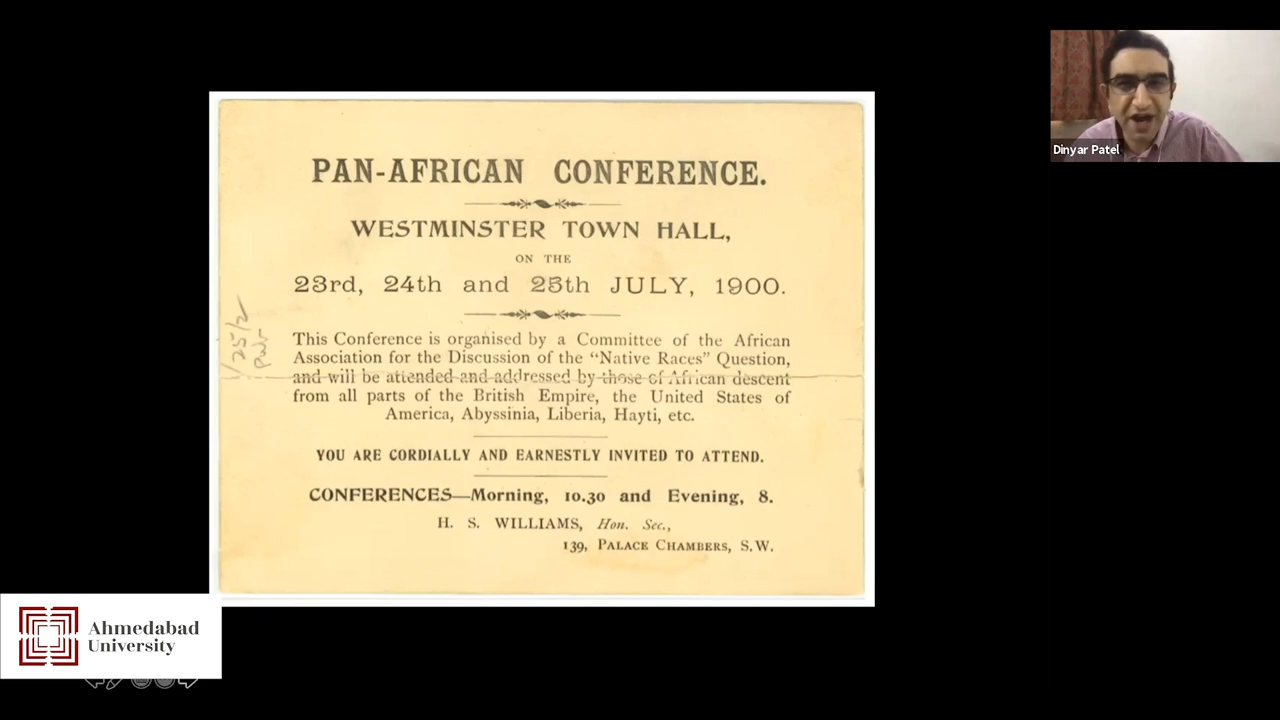 PAN-AFRICAN CONFERENCE.
WESTMINSTER TOWN HALL,
ON THE
23rd, 24th and 25th JULY, 1900.
This Conference is organised by a Committee of the African
Association for the Discussion of the “Native Races” Question,
and will be attended and addressed by those of African descent
from all parts of the British Empire, the United States of
America, Abyssinia, Liberia, Hayti, etc.
YOU ARE CORDIALLY AND EARNESTLY INVITED TO ATTEND.
CONFERENCES—Morning, 10.30 and Evening, 8.
H. S. WILLIAMS, Hon. Sec.,
139, PALACE CHAMBERS, S.W.
Dinyar Patel
Ahmedabad
University